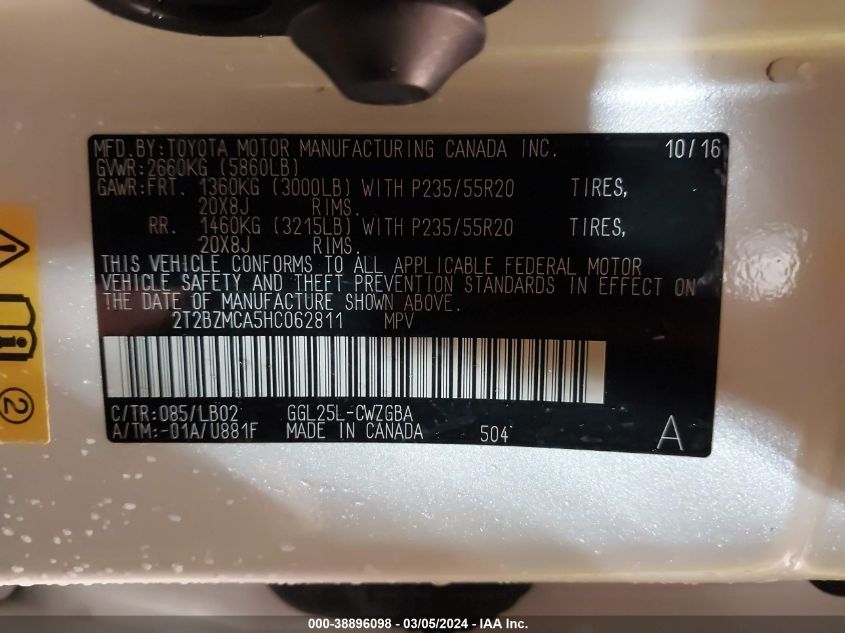 MFD.BY:TOYOTA MOTOR MANUFACTURING CANADA INC. 10/16
GVWR:2660KG (5860LB)
GAWR:FRT. 1360KG (3000LB) WITH P235/55R20 TIRES,
20X8J RIMS.
RR. 1460KG (3215LB) WITH P235/55R20 TIRES,
20X8J RIMS.
THIS VEHICLE CONFORMS TO ALL APPLICABLE FEDERAL MOTOR
VEHICLE SAFETY AND THEFT PREVENTION STANDARDS IN EFFECT ON
THE DATE OF MANUFACTURE SHOWN ABOVE.
2T2BZMCA5HC062811 MPV
C/TR:085/LB02 GGL25L-CWZGBA
A/TM:-01A/U881F MADE IN CANADA 504 A
2
000-38896098 - 03/05/2024 - IAA Inc.